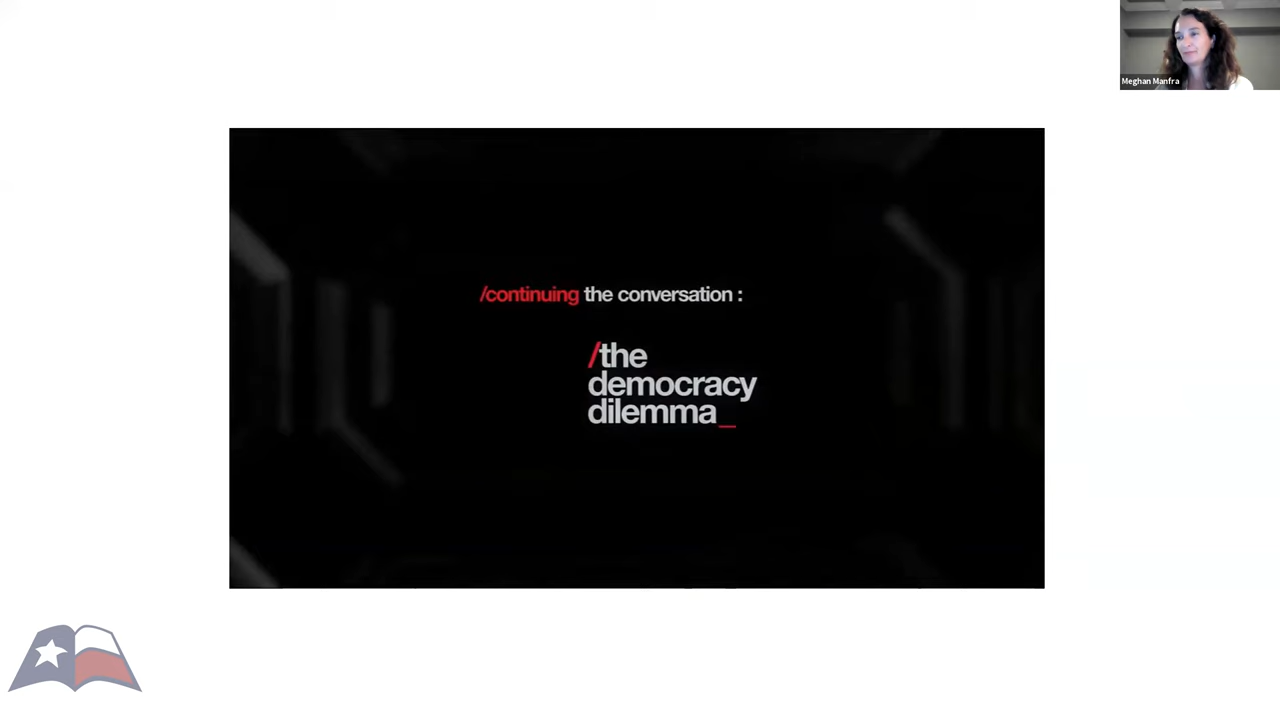 Meghan Manfra
/continuing the conversation :
/the
democracy
dilemma_